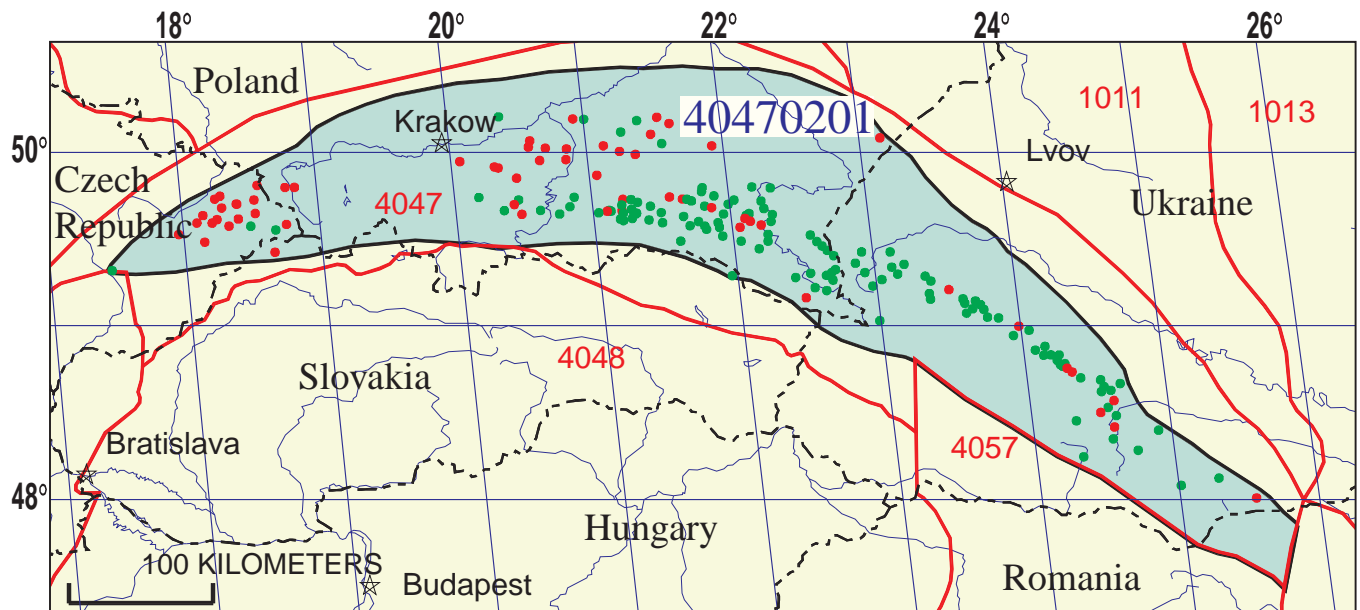 18° 20° 22° 24° 26°
Poland
1011
1013
40470201
Krakow
50°
Lvov
Czech
Republic
4047
Ukraine
4048
Slovakia
Bratislava
4057
48°
Hungary
100 KILOMETERS
Budapest
Romania